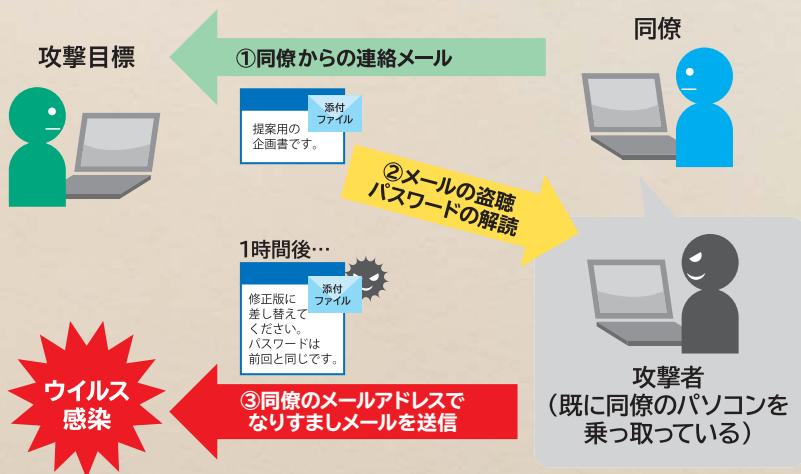 攻撃目標
①同僚からの連絡メール
同僚
添付
ファイル
提案用の
企画書です。
②メールの盗聴
パスワードの解読
1時間後…
添付
ファイル
修正版に
差し替えて
ください。
パスワードは
前回と同じです。
ウイルス
感染
③同僚のメールアドレスで
なりすましメールを送信
攻撃者
（既に同僚のパソコンを
乗っ取っている）